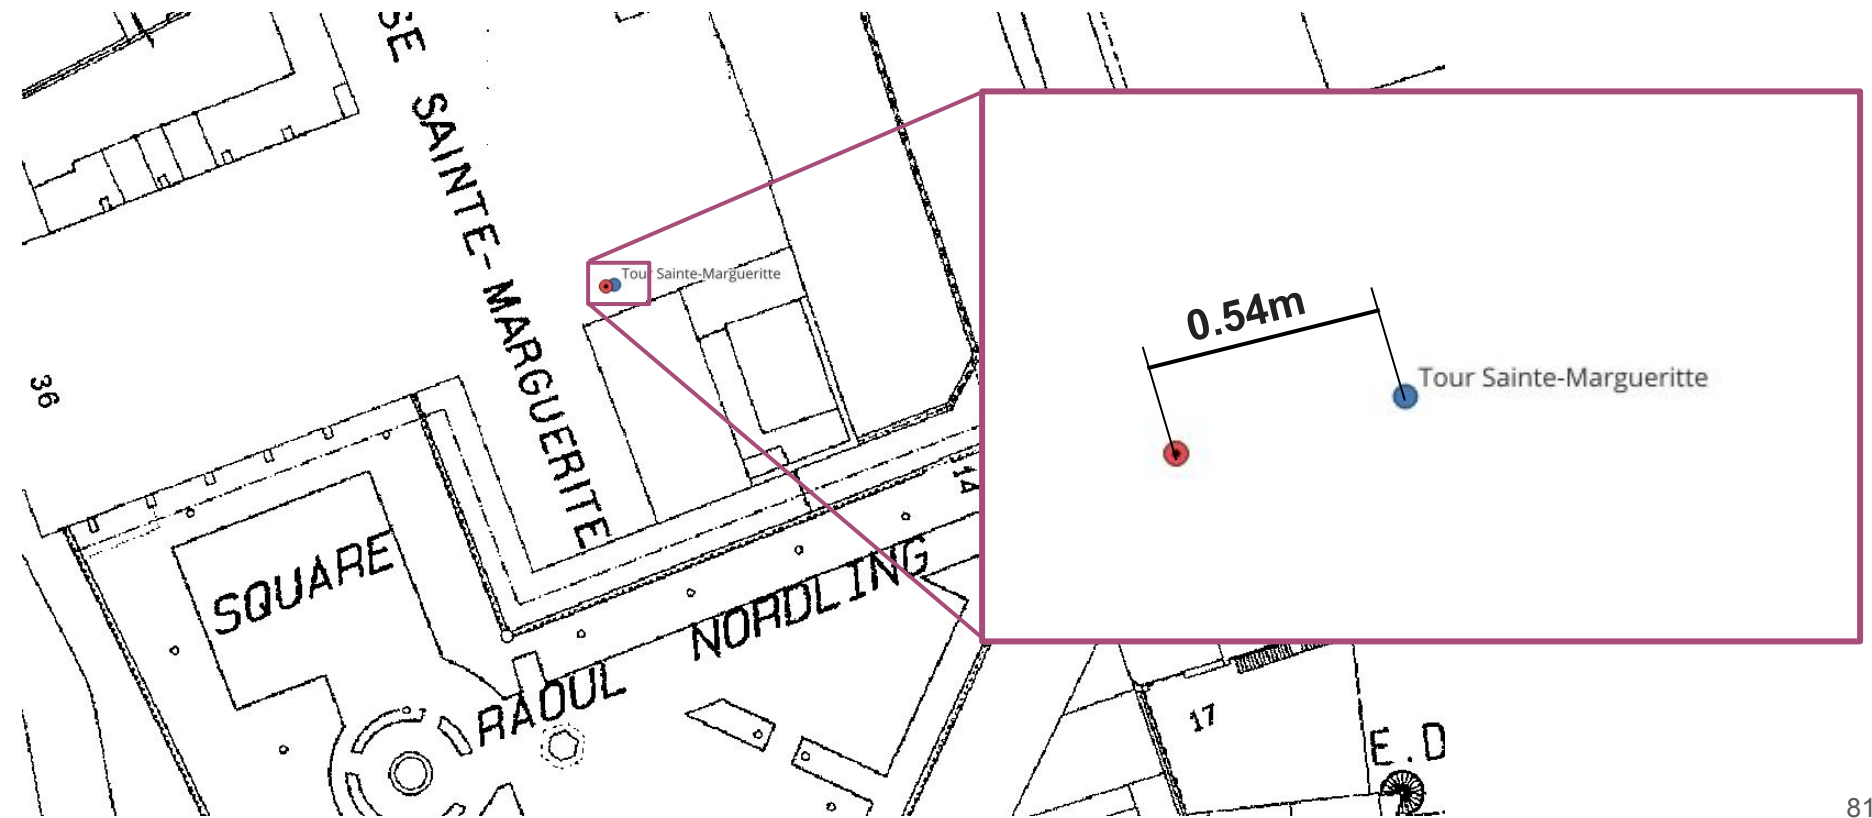 SE SAINTE-MARGUERITE
Tour Sainte-Margueritte
0.54m
Tour Sainte-Margueritte
36
14
SQUARE
RAOUL NORDLING
17
E.D
81